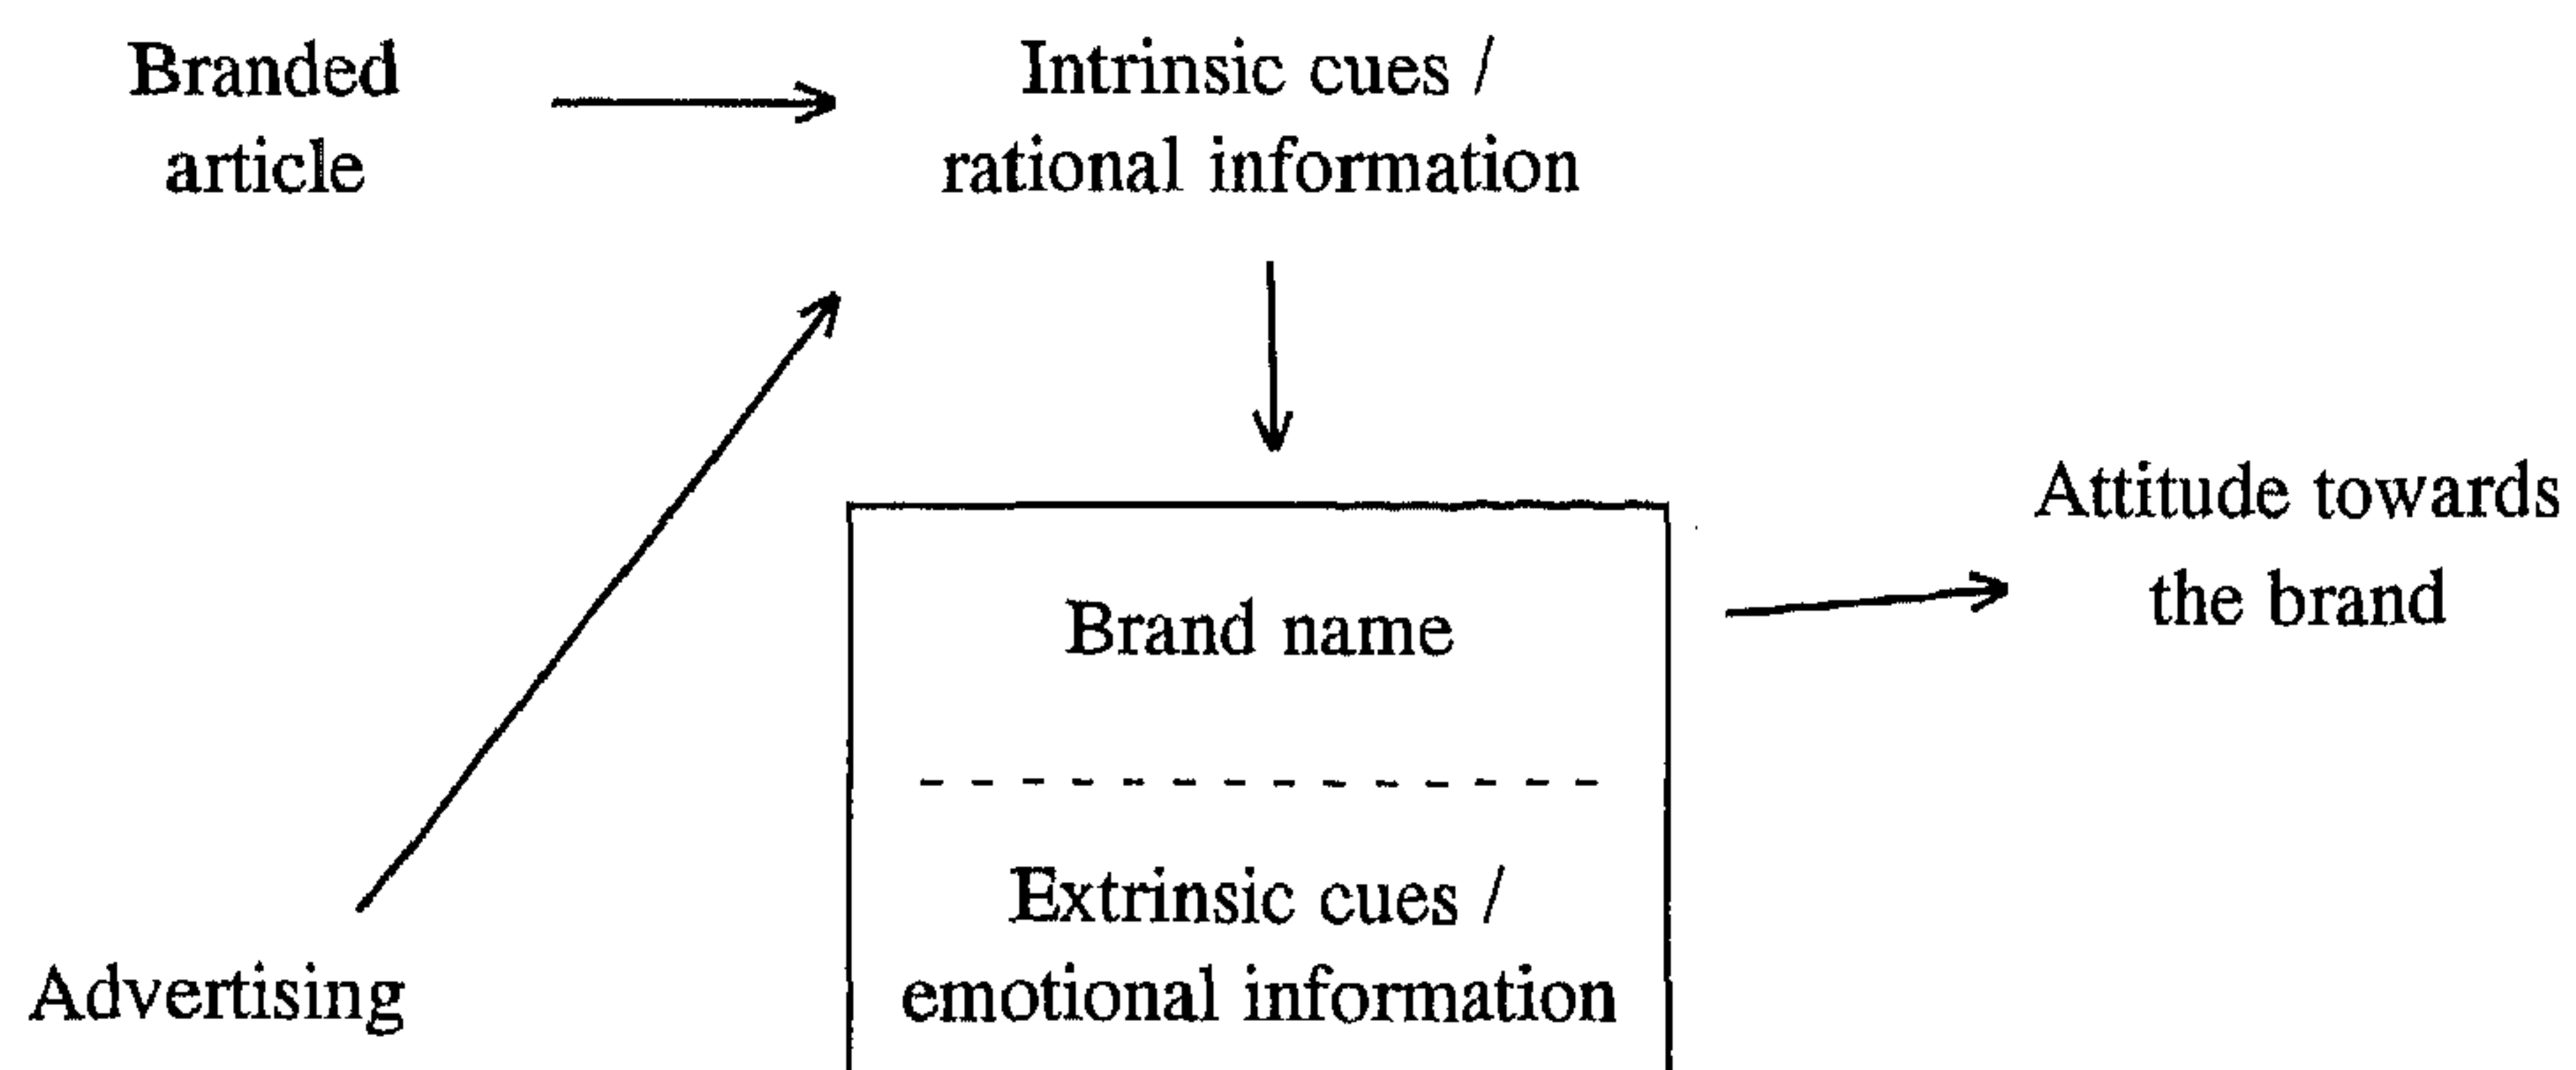 Branded
article
Intrinsic cues /
rational information
Attitude towards
the brand
Brand name
Extrinsic cues /
emotional information
Advertising